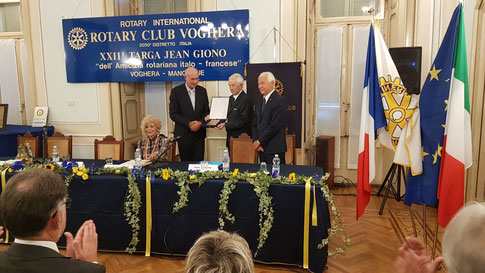 ROTARY INTERNATIONAL
ROTARY CLUB VOGHERA
2050° DISTRETTO ITALIA
XXIII TARGA JEAN GIONO
"dell'Amicizia rotariana italo - francese"
VOGHERA - MANOSQUE